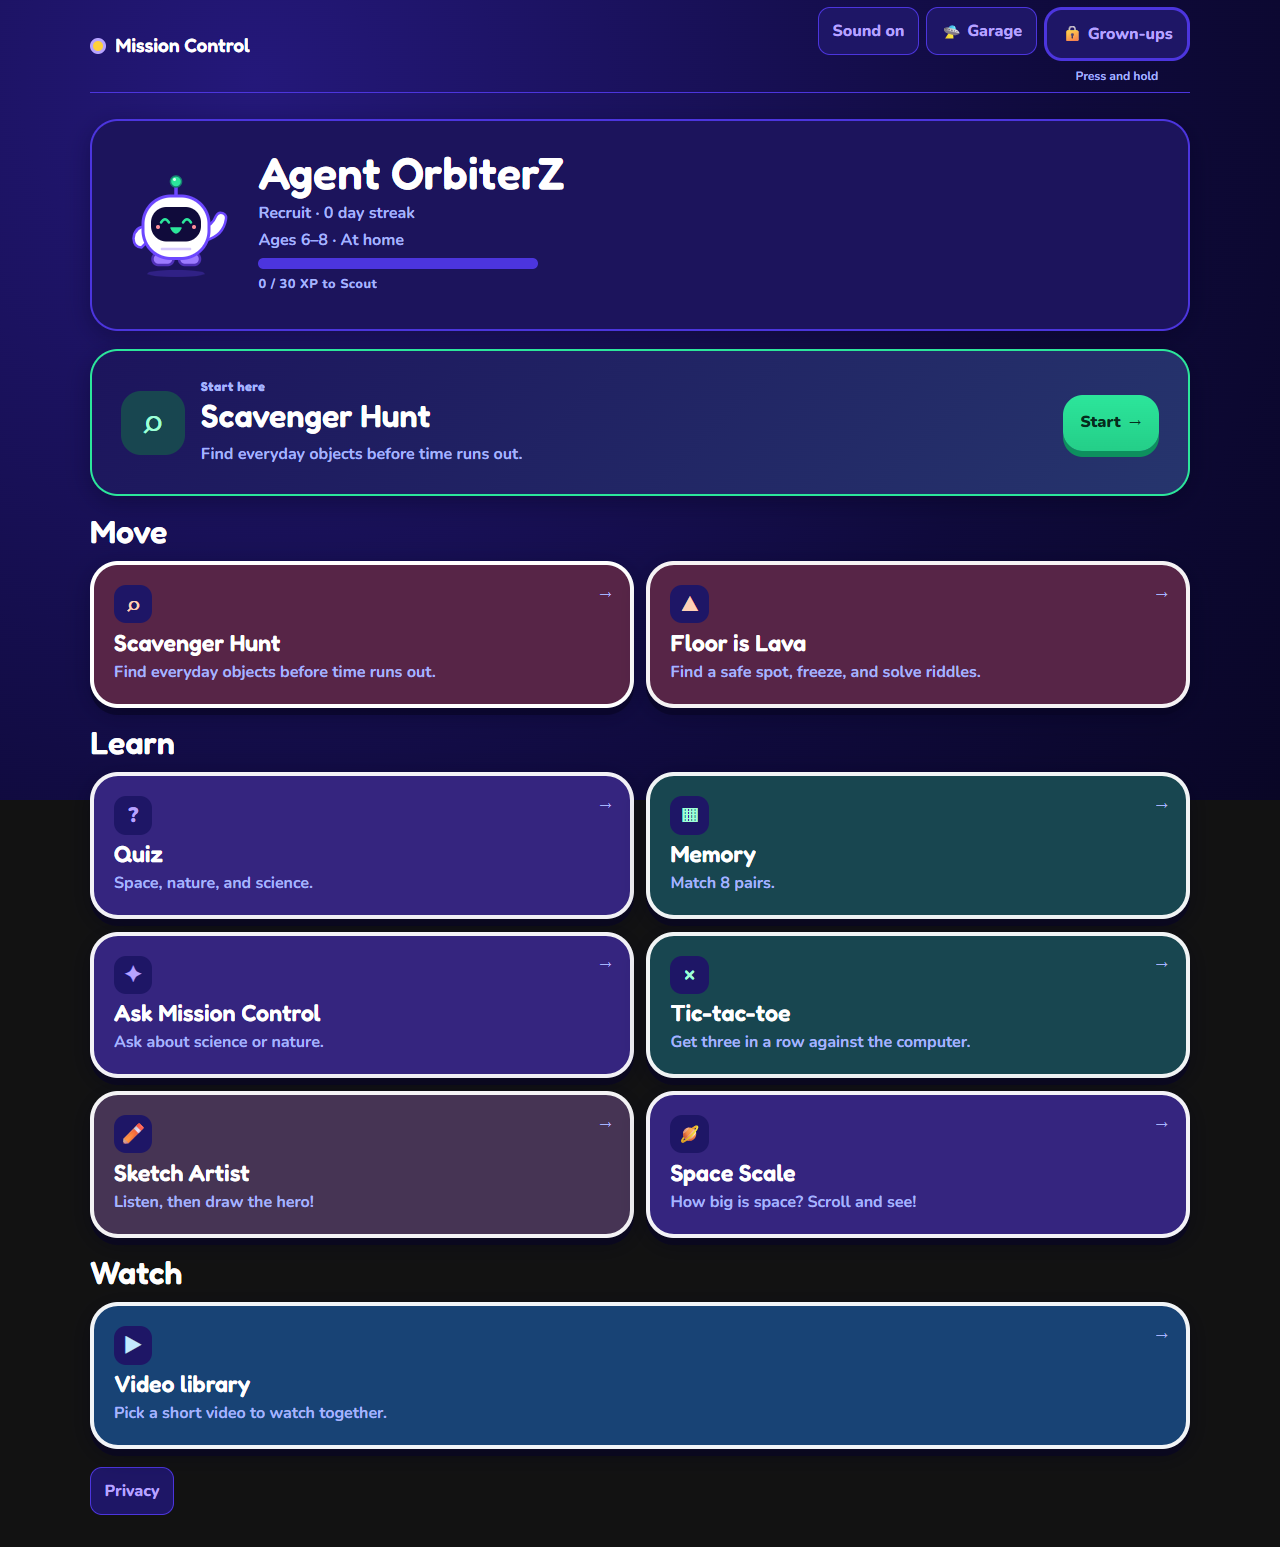 Mission Control
Sound on
Garage
Grown-ups
Press and hold
Agent OrbiterZ
Recruit · 0 day streak
Ages 6–8 · At home
0 / 30 XP to Scout
Start here
Scavenger Hunt
Find everyday objects before time runs out.
Start →
Move
Scavenger Hunt
Find everyday objects before time runs out.
Floor is Lava
Find a safe spot, freeze, and solve riddles.
Learn
?
Quiz
Space, nature, and science.
Memory
Match 8 pairs.
Ask Mission Control
Ask about science or nature.
Tic-tac-toe
Get three in a row against the computer.
Sketch Artist
Listen, then draw the hero!
Space Scale
How big is space? Scroll and see!
Watch
Video library
Pick a short video to watch together.
Privacy